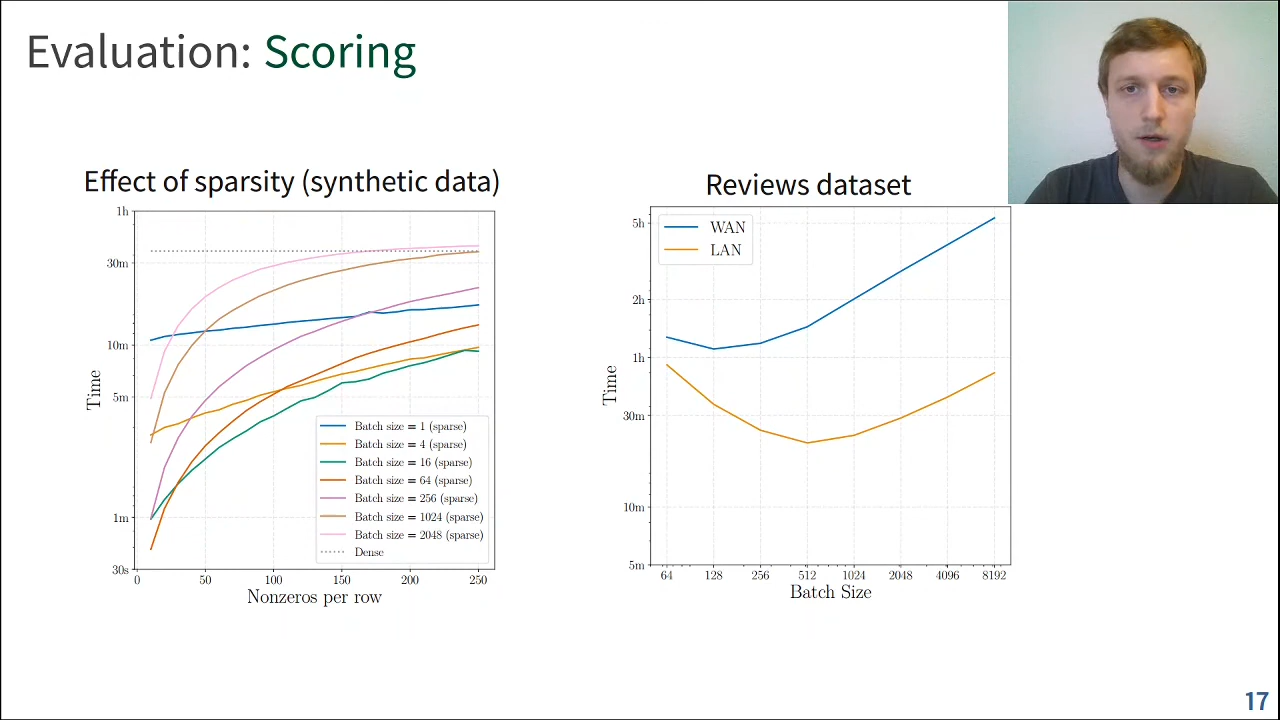 Evaluation: Scoring
Effect of sparsity (synthetic data)
1h
30m
10m
5m
1m
30s
Time
0 50 100 150 200 250
Nonzeros per row
Batch size = 1 (sparse)
Batch size = 4 (sparse)
Batch size = 16 (sparse)
Batch size = 64 (sparse)
Batch size = 256 (sparse)
Batch size = 1024 (sparse)
Batch size = 2048 (sparse)
Dense
Reviews dataset
WAN
LAN
5h
2h
1h
30m
10m
5m
Time
64 128 256 512 1024 2048 4096 8192
Batch Size
17